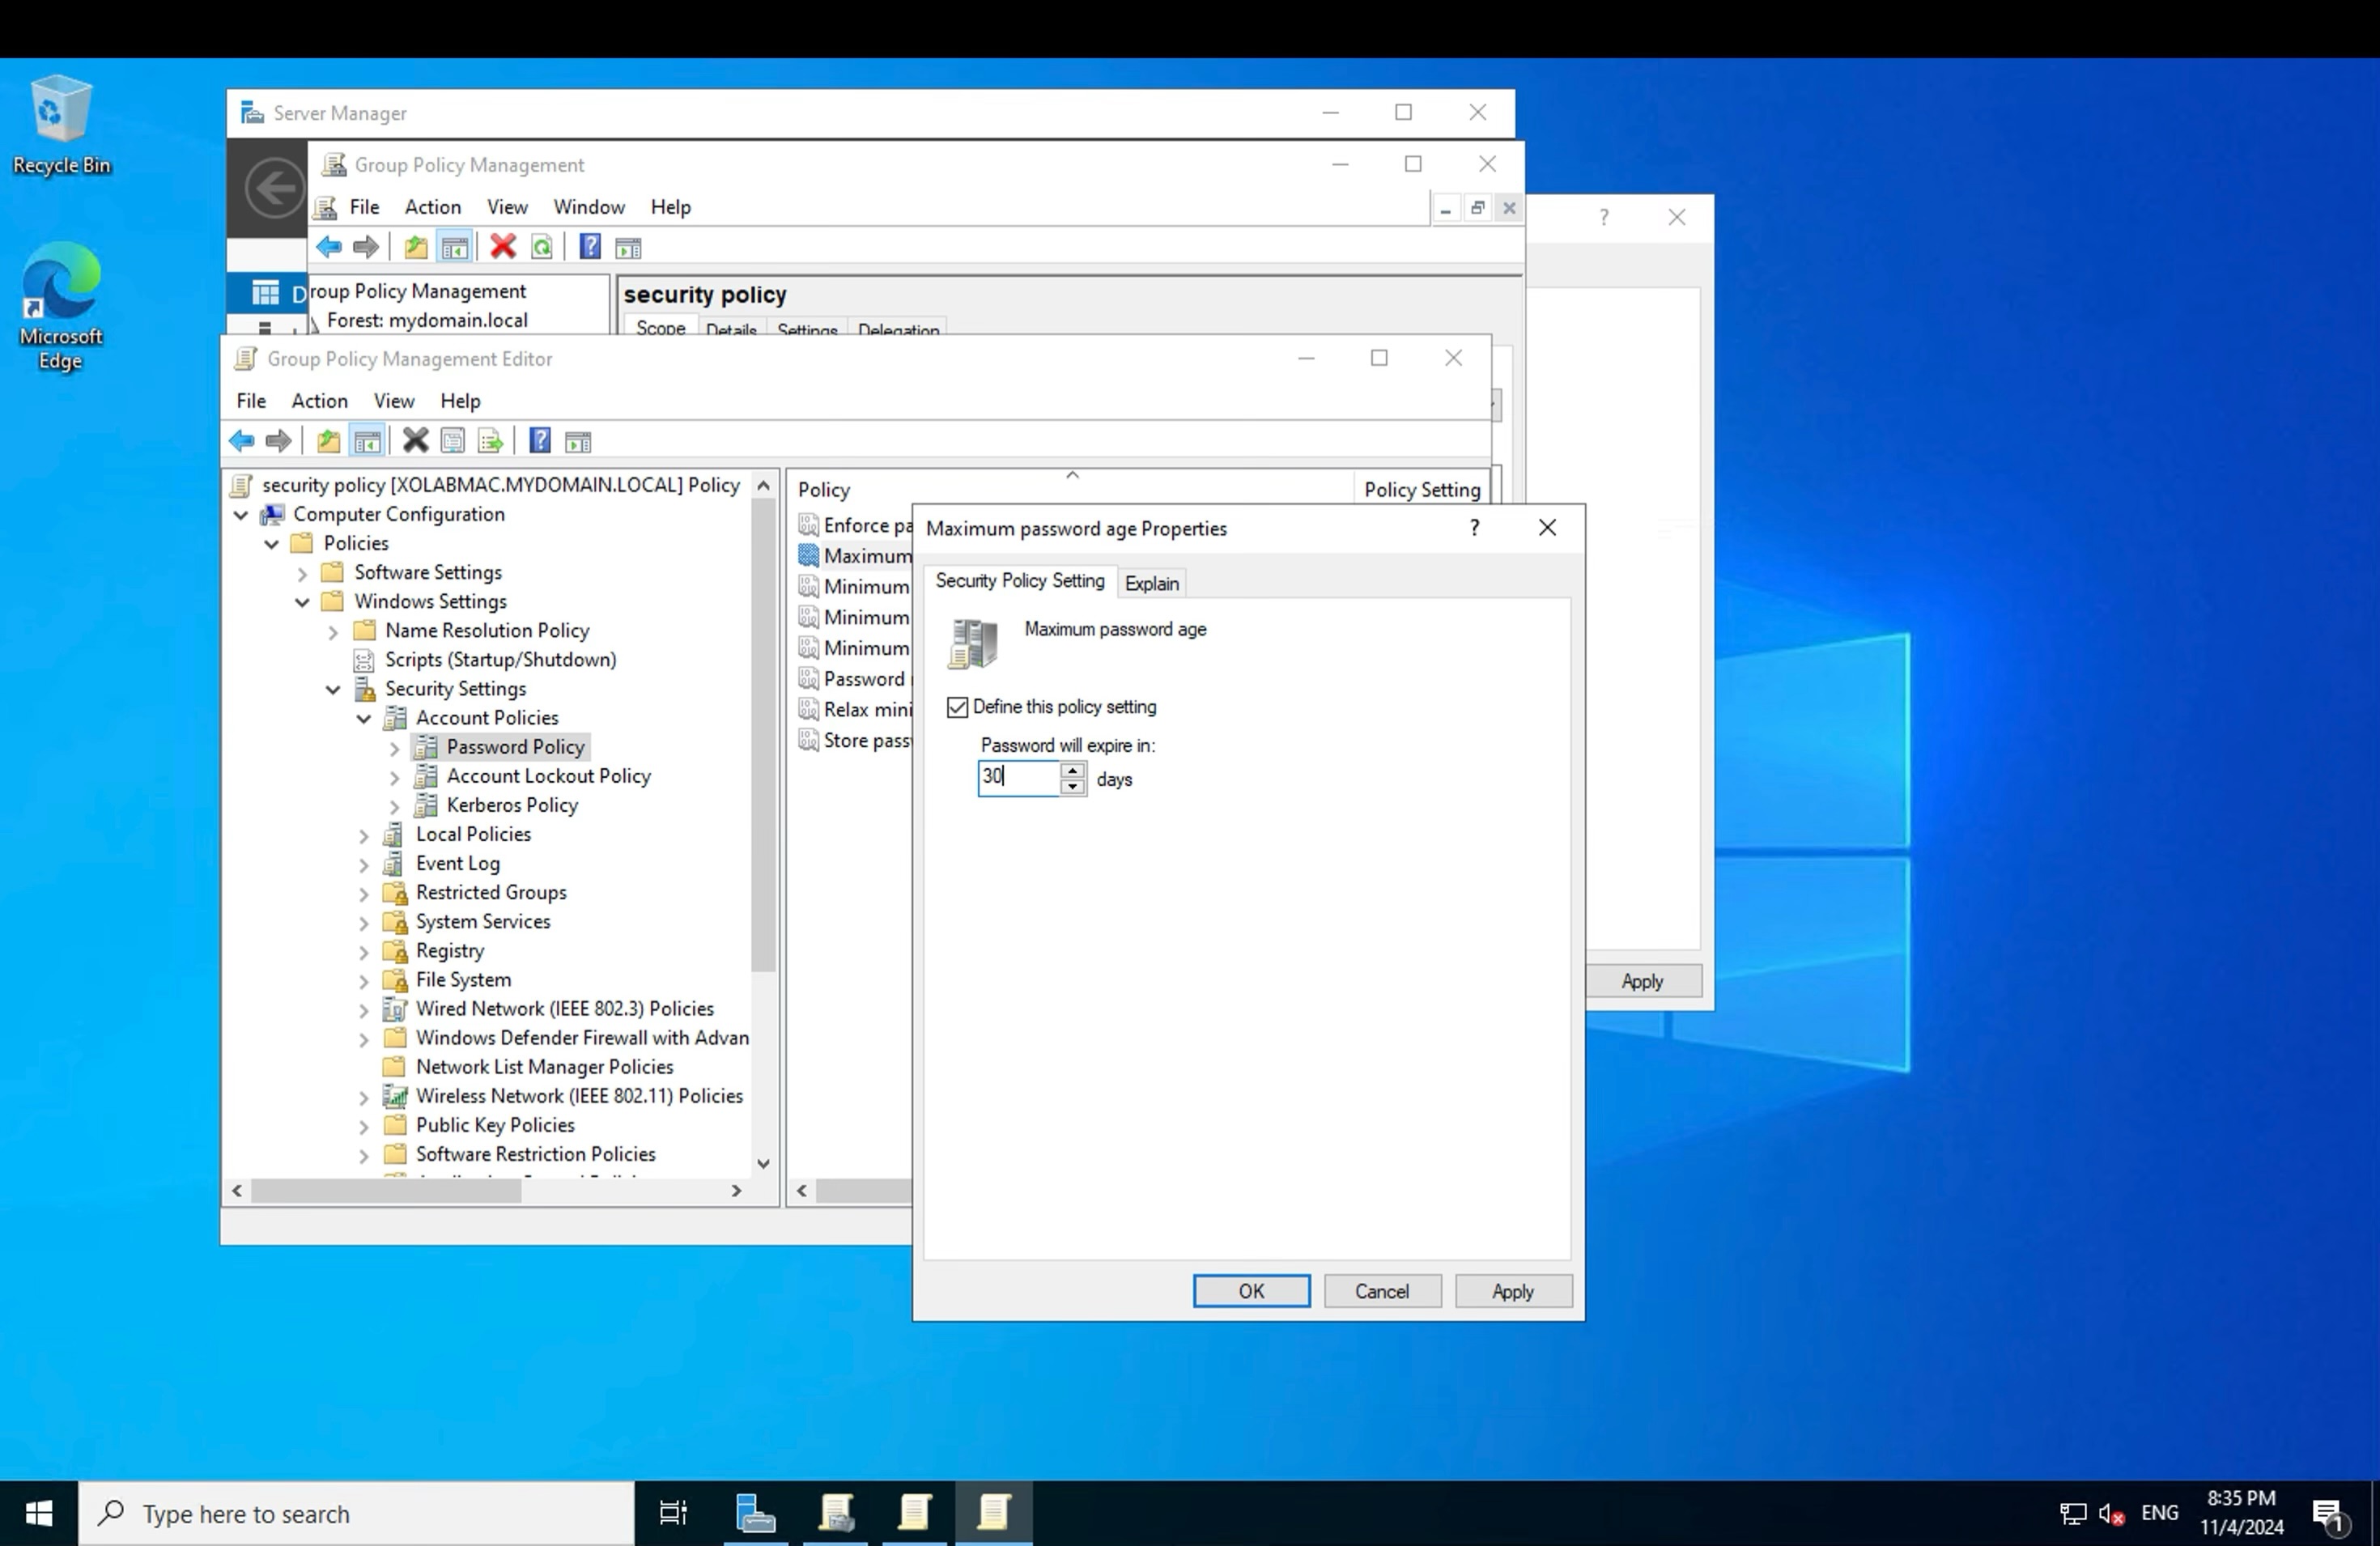 Recycle Bin
Microsoft
Edge
Server Manager
Group Policy Management
File Action View Window Help
D
roup Policy Management
Forest: mydomain.local
security policy
Scope Details Settings Delegation
Group Policy Management Editor
File Action View Help
security policy [XOLABMAC.MYDOMAIN.LOCAL] Policy
Computer Configuration
Policies
Software Settings
Windows Settings
Name Resolution Policy
Scripts (Startup/Shutdown)
Security Settings
Account Policies
Password Policy
Account Lockout Policy
Kerberos Policy
Local Policies
Event Log
Restricted Groups
System Services
Registry
File System
Wired Network (IEEE 802.3) Policies
Windows Defender Firewall with Advan
Network List Manager Policies
Wireless Network (IEEE 802.11) Policies
Public Key Policies
Software Restriction Policies
Policy Policy Setting
Enforce pa
Maximum
Minimum
Minimum
Minimum
Password
Relax mini
Store pass
Maximum password age Properties ?
Security Policy Setting Explain
Maximum password age
Define this policy setting
Password will expire in:
30 days
OK Cancel Apply
?
Apply
Type here to search
ENG
8:35 PM
11/4/2024
1